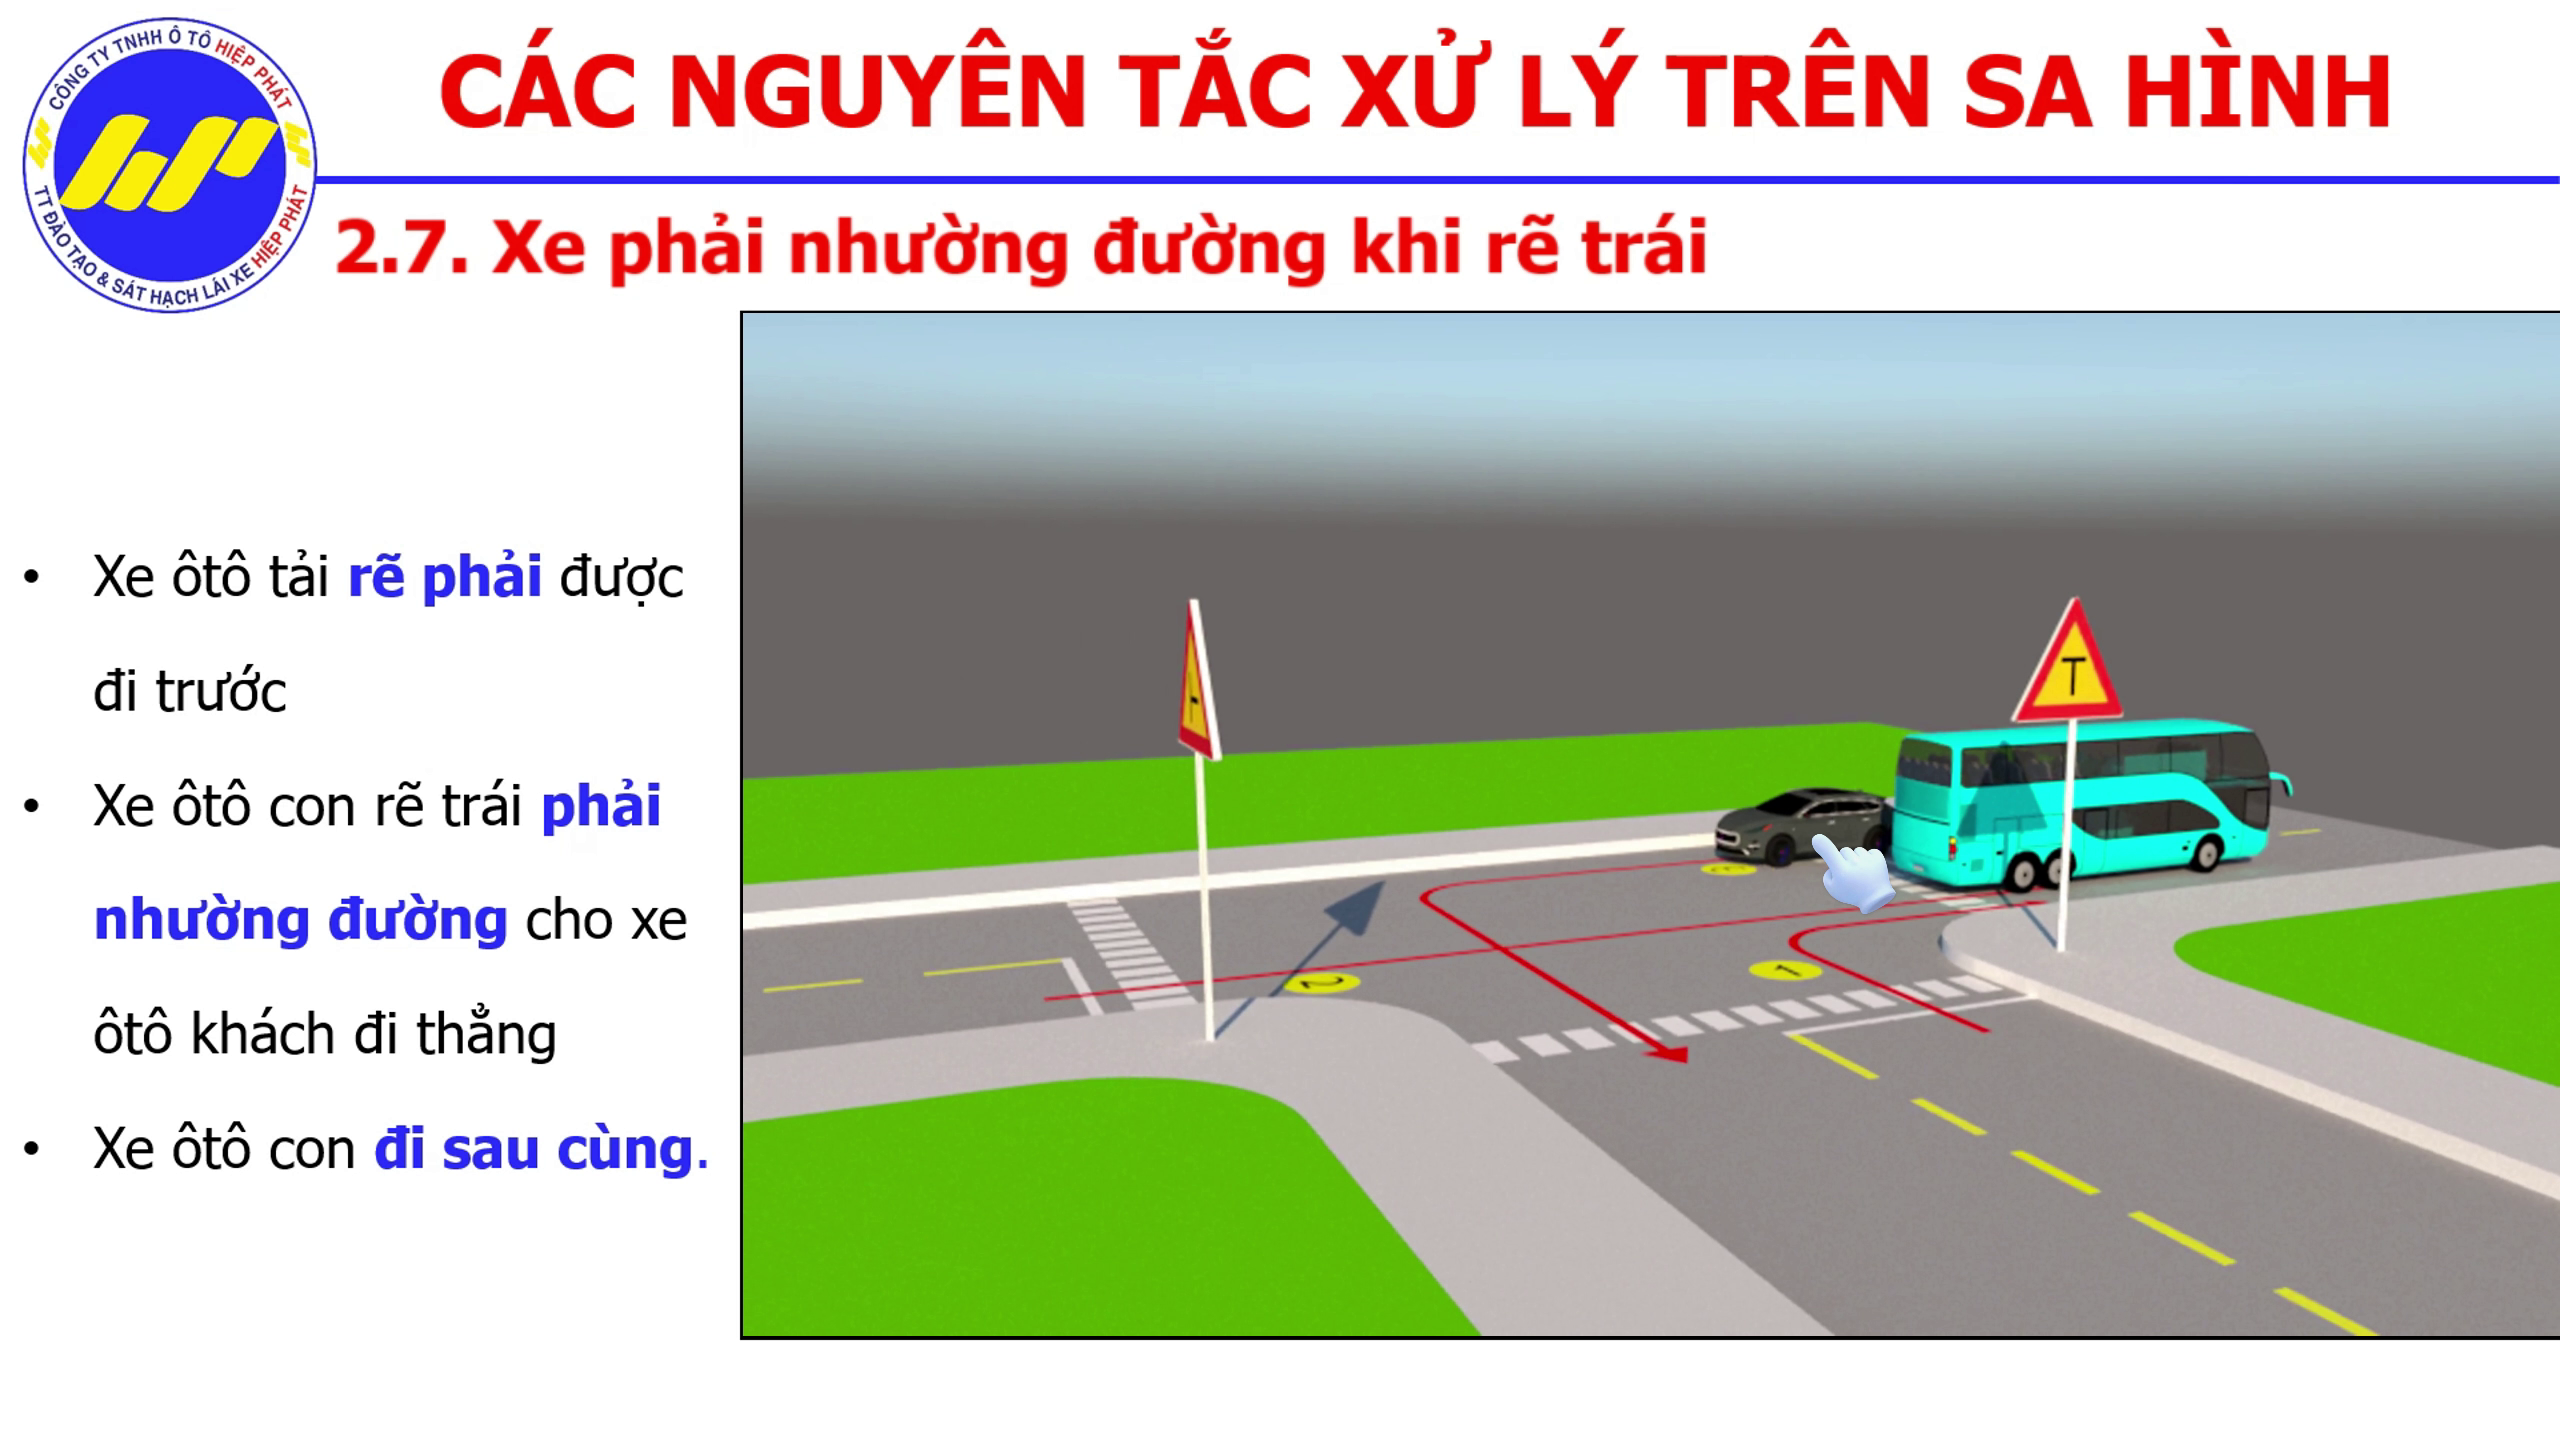 CÔNG TY TNHH Ô TÔ HIỆP PHÁT
TT ĐÀO TẠO & SÁT HẠCH LÁI XE HIỆP PHÁT
CÁC NGUYÊN TẮC XỬ LÝ TRÊN SA HÌNH
2.7. Xe phải nhường đường khi rẽ trái
• Xe ôtô tải rẽ phải được
đi trước
• Xe ôtô con rẽ trái phải
nhường đường cho xe
ôtô khách đi thẳng
• Xe ôtô con đi sau cùng.
3
2
1